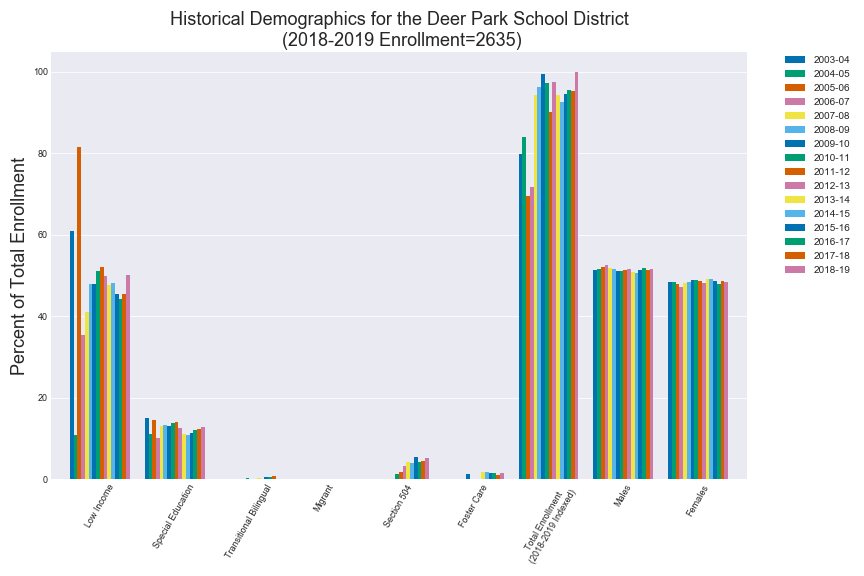 Historical Demographics for the Deer Park School District
(2018-2019 Enrollment=2635)
Percent of Total Enrollment
100
80
60
40
20
0
Low Income
Special Education
Transitional Bilingual
Migrant
Section 504
Foster Care
Total Enrollment
(2018-2019 Indexed)
Males
Females
2003-04
2004-05
2005-06
2006-07
2007-08
2008-09
2009-10
2010-11
2011-12
2012-13
2013-14
2014-15
2015-16
2016-17
2017-18
2018-19